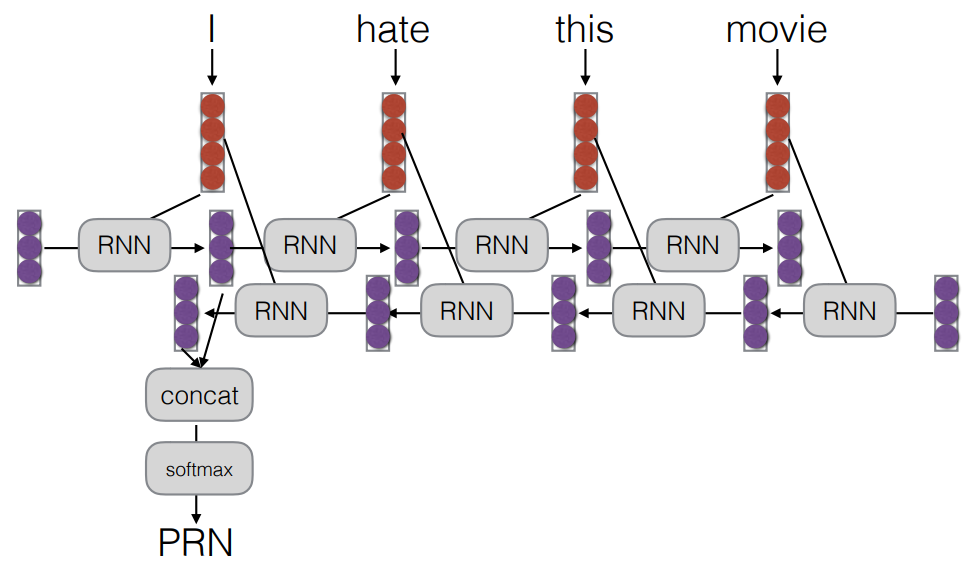 I hate this movie
RNN RNN RNN RNN
RNN RNN RNN RNN
concat
softmax
PRN